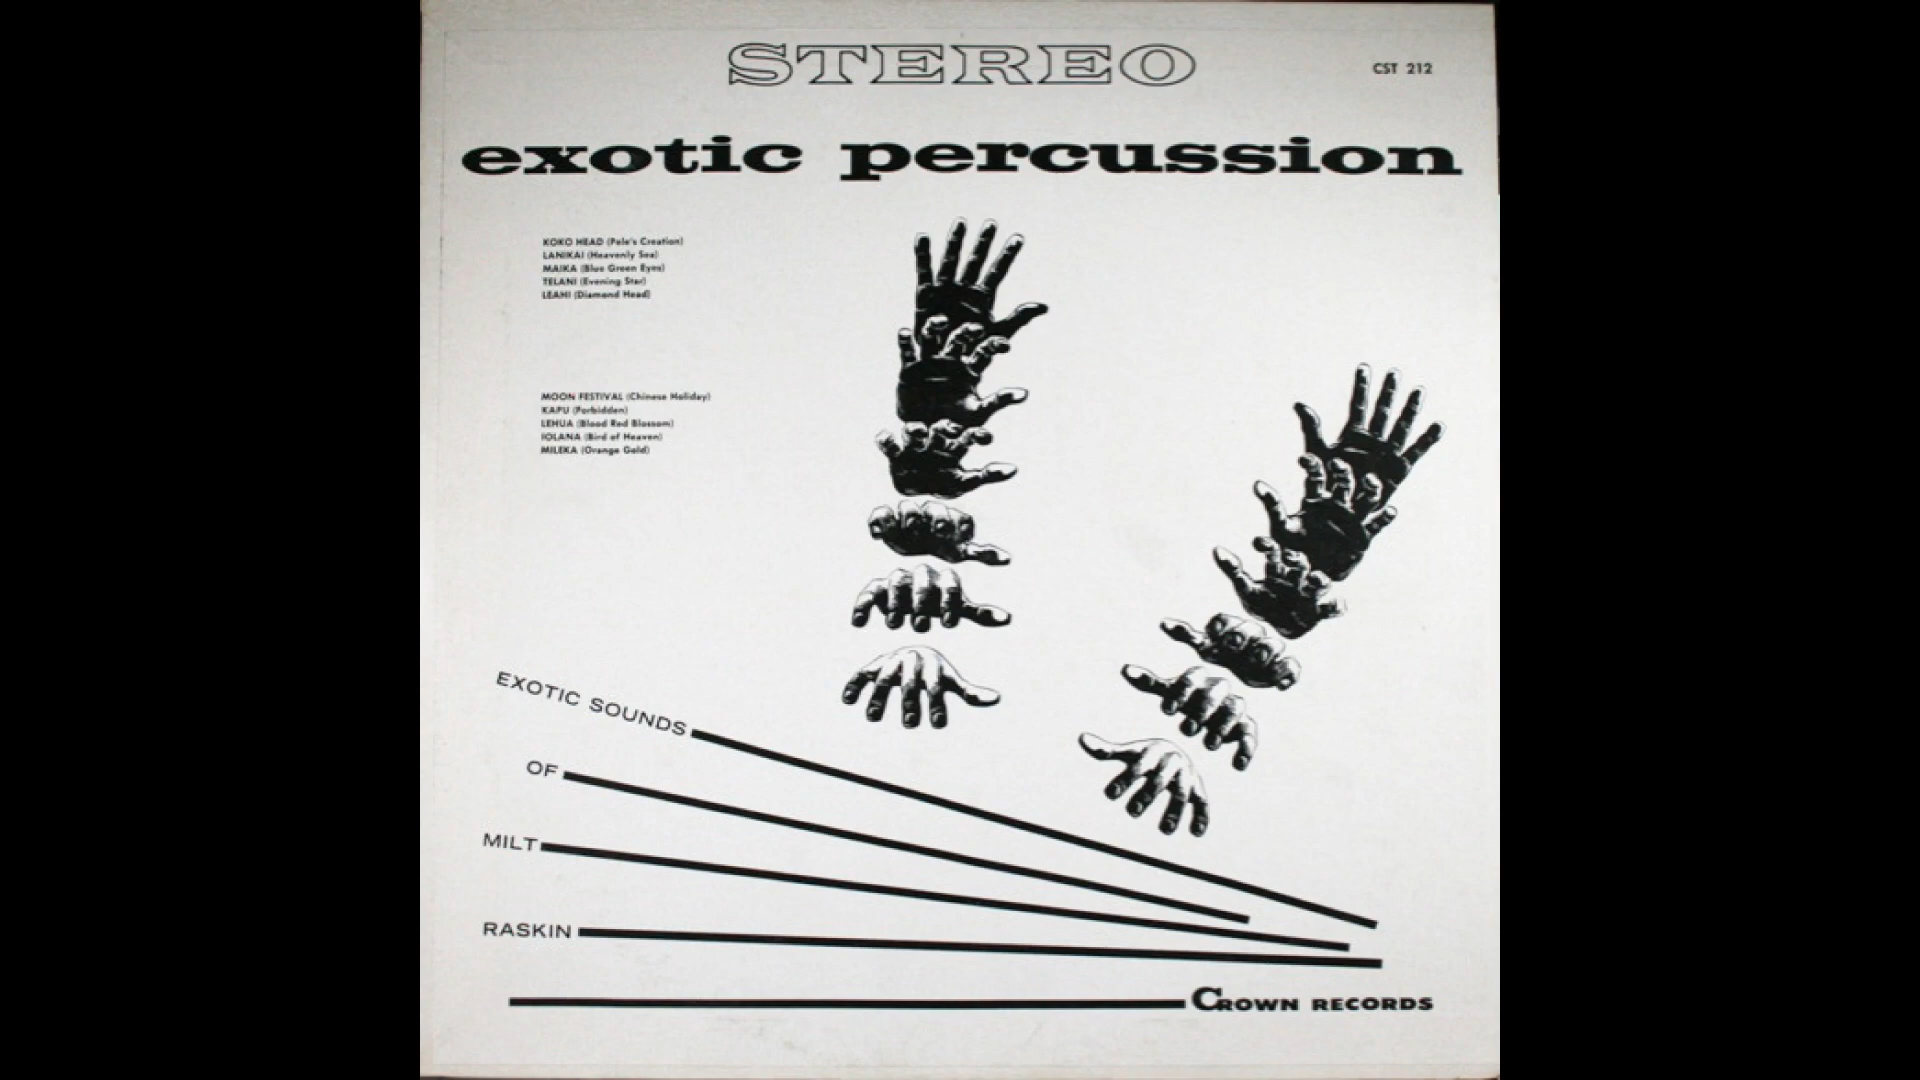 STEREO
CST 212
exotic percussion
KOKO HEAD (Pele's Creation)
LANIKAI (Heavenly Sea)
MAIKA (Blue Green Eyes)
TELANI (Evening Star)
LEAHI (Diamond Head)
MOON FESTIVAL (Chinese Holiday)
KAPU (Forbidden)
LEHUA (Blood Red Blossom)
IOLANA (Bird of Heaven)
MILEKA (Orange Gold)
EXOTIC SOUNDS
OF
MILT
RASKIN
CROWN RECORDS